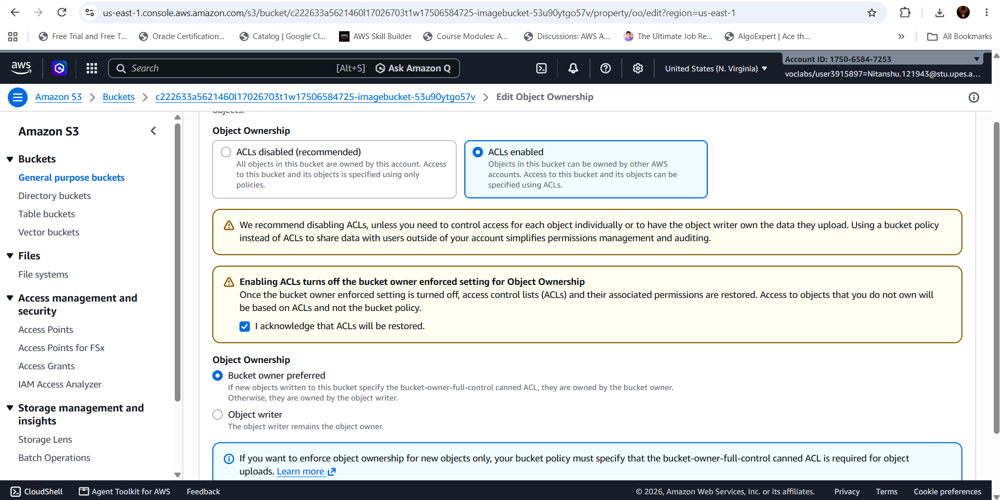 us-east-1.console.aws.amazon.com/s3/bucket/c222633a5621460l17026703t1w17506584725-imagebucket-53u90ytgo57v/property/oo/edit?region=us-east-1
Free Trial and Free T...
Oracle Certification...
Catalog | Google Cl...
aws
AWS Skill Builder
Course Modules: A...
Discussions: AWS A...
The Ultimate Job Re...
AlgoExpert | Ace th...
All Bookmarks
aws
Search
[Alt+S]
Ask Amazon Q
United States (N. Virginia)
Account ID: 1750-6584-7253
voclabs/user3915897=Nitanshu.121943@stu.upes.a...
Amazon S3
Buckets
c222633a5621460l17026703t1w17506584725-imagebucket-53u90ytgo57v
Edit Object Ownership
Amazon S3
Buckets
General purpose buckets
Directory buckets
Table buckets
Vector buckets
Files
File systems
Access management and
security
Access Points
Access Points for FSx
Access Grants
IAM Access Analyzer
Storage management and
insights
Storage Lens
Batch Operations
objects.
Object Ownership
ACLs disabled (recommended)
All objects in this bucket are owned by this account. Access
to this bucket and its objects is specified using only
policies.
ACLs enabled
Objects in this bucket can be owned by other AWS
accounts. Access to this bucket and its objects can be
specified using ACLs.
We recommend disabling ACLs, unless you need to control access for each object individually or to have the object writer own the data they upload. Using a bucket policy
instead of ACLs to share data with users outside of your account simplifies permissions management and auditing.
Enabling ACLs turns off the bucket owner enforced setting for Object Ownership
Once the bucket owner enforced setting is turned off, access control lists (ACLs) and their associated permissions are restored. Access to objects that you do not own will
be based on ACLs and not the bucket policy.
I acknowledge that ACLs will be restored.
Object Ownership
Bucket owner preferred
If new objects written to this bucket specify the bucket-owner-full-control canned ACL, they are owned by the bucket owner.
Otherwise, they are owned by the object writer.
Object writer
The object writer remains the object owner.
If you want to enforce object ownership for new objects only, your bucket policy must specify that the bucket-owner-full-control canned ACL is required for object
uploads. Learn more
CloudShell
Agent Toolkit for AWS
Feedback
© 2026, Amazon Web Services, Inc. or its affiliates.
Privacy
Terms
Cookie preferences